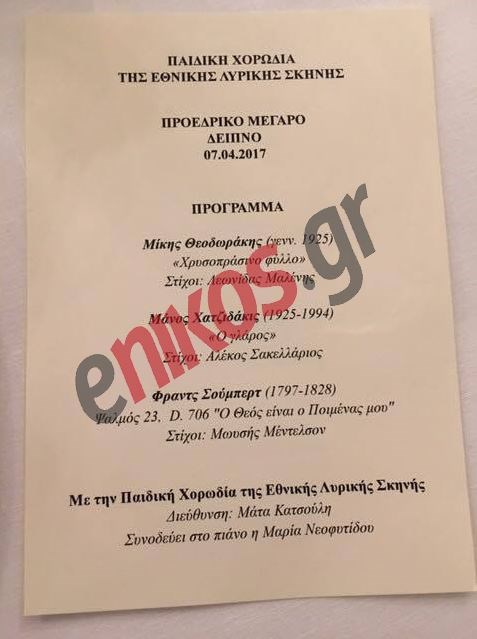 ΠΑΙΔΙΚΗ ΧΟΡΩΔΙΑ
ΤΗΣ ΕΘΝΙΚΗΣ ΛΥΡΙΚΗΣ ΣΚΗΝΗΣ
ΠΡΟΕΔΡΙΚΟ ΜΕΓΑΡΟ
ΔΕΙΠΝΟ
07.04.2017
ΠΡΟΓΡΑΜΜΑ
Μίκης Θεοδωράκης (γενν. 1925)
«Χρυσοπράσινο φύλλο»
Στίχοι: Λεωνίδας Μαλένης
Μάνος Χατζιδάκις (1925-1994)
«Ο γλάρος»
Στίχοι: Αλέκος Σακελλάριος
Φραντς Σούμπερτ (1797-1828)
Ψαλμός 23, D. 706 "Ο Θεός είναι ο Ποιμένας μου"
Στίχοι: Μωυσής Μέντελσον
Με την Παιδική Χορωδία της Εθνικής Λυρικής Σκηνής
Διεύθυνση: Μάτα Κατσούλη
Συνοδεύει στο πιάνο η Μαρία Νεοφυτίδου
enikos.gr